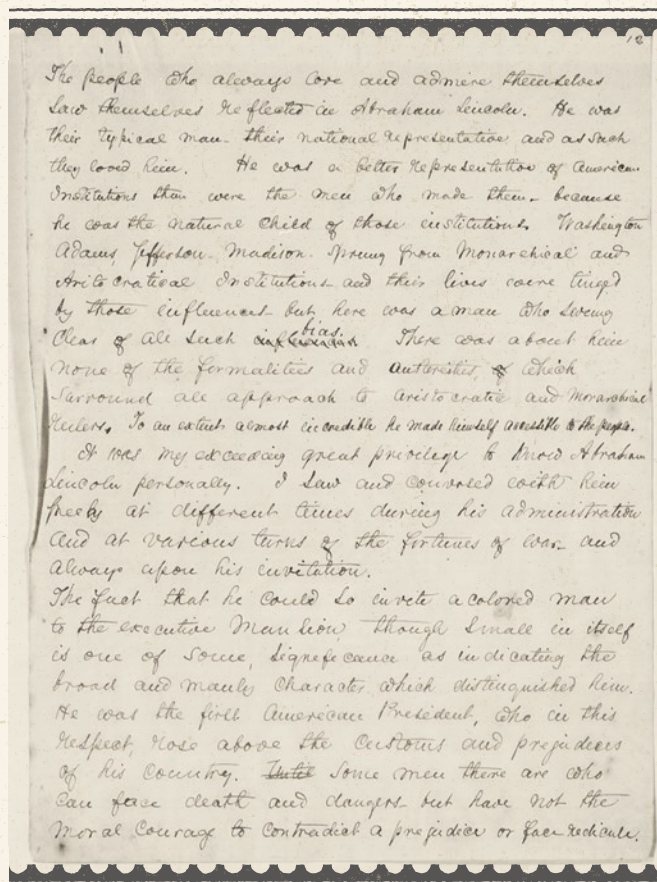 18
The people who always love and admire themselves
saw themselves reflected in Abraham Lincoln. He was
their typical man – their national representative and as such
they loved him. He was a better representative of American
Institutions than were the men who made them – because
he was the natural child of those institutions. Washington
Adams, Jefferson, Madison sprung from Monarchical and
Aristocratical Institutions – and their lives were tinged
by those influences – but here was a man who swung
clear of all such influences bias. There was about him
none of the formalities and austerities of which
surround all approach to aristocratic and monarchical
rulers. To an extent almost incredible he made himself accessible to the people.
It was my exceeding great privilege to know Abraham
Lincoln personally. I saw and conversed with him
freely at different times during his administration
and at various turns of the fortunes of war – and
always upon his invitation.
The fact that he could so invite a colored man
to the executive Mansion, though small in itself
is one of some, significance as indicating the
broad and manly character, which distinguished him.
He was the first American President, who in this
respect, rose above the customs and prejudices
of his country. Until Some men there are who
can face death and dangers – but have not the
moral courage to contradict a prejudice or face redicule.